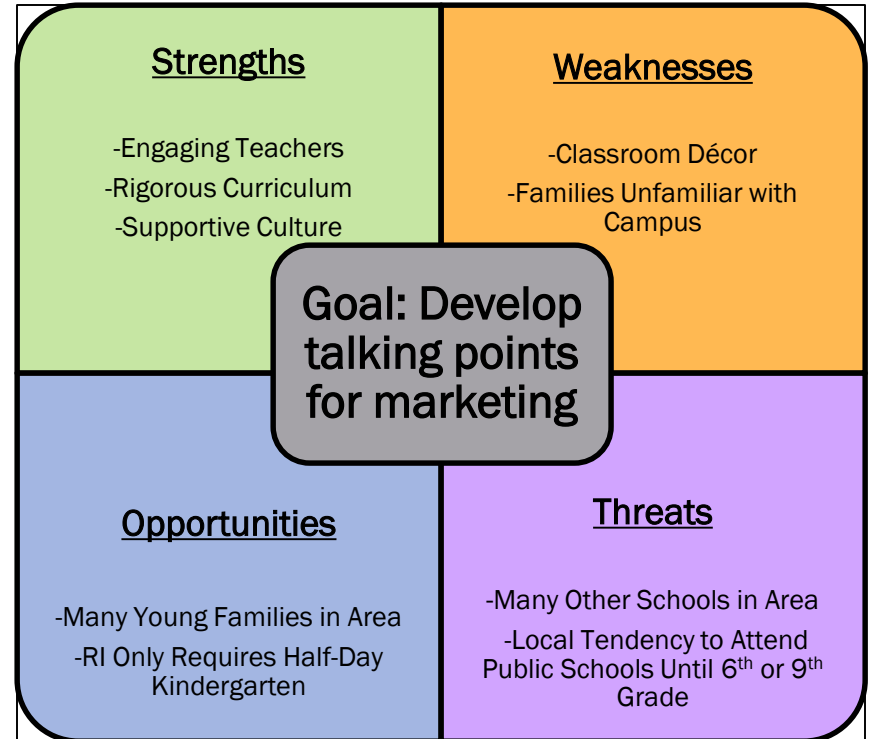 Strengths
-Engaging Teachers
-Rigorous Curriculum
-Supportive Culture
Weaknesses
-Classroom Décor
-Families Unfamiliar with
Campus
Goal: Develop
talking points
for marketing
Opportunities
-Many Young Families in Area
-RI Only Requires Half-Day
Kindergarten
Threats
-Many Other Schools in Area
-Local Tendency to Attend
Public Schools Until 6th or 9th
Grade